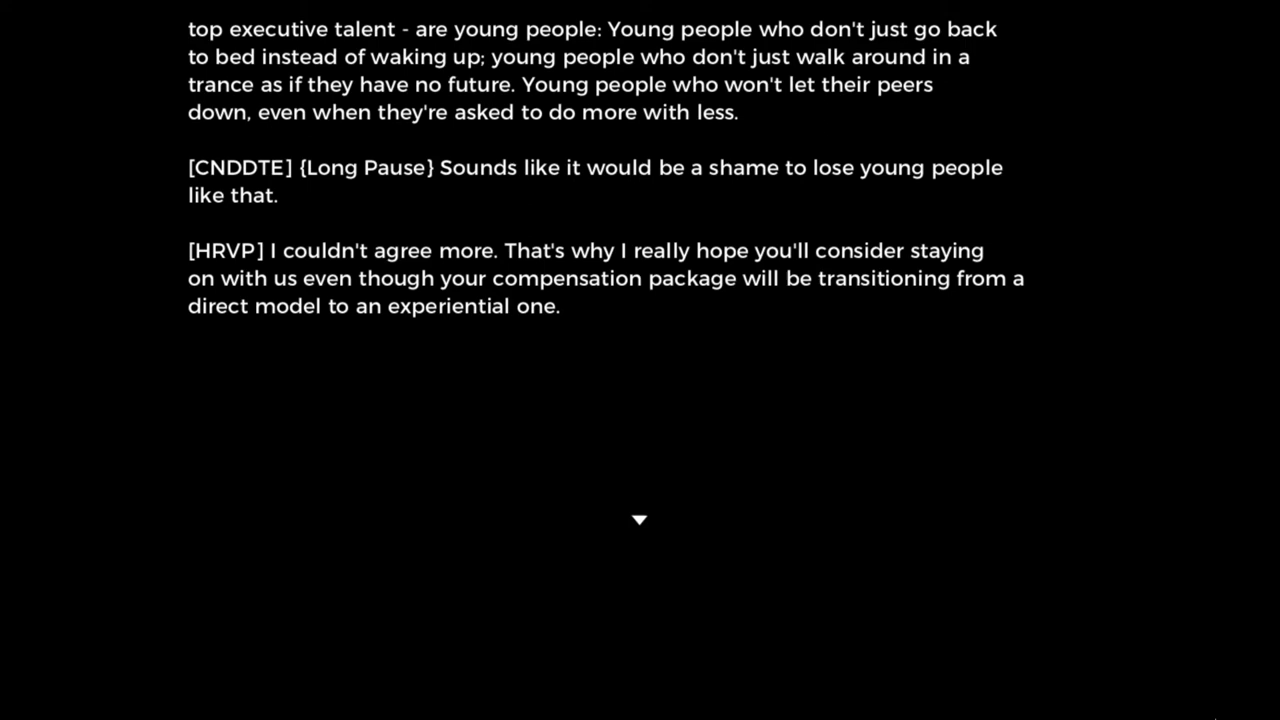 top executive talent - are young people: Young people who don't just go back
to bed instead of waking up; young people who don't just walk around in a
trance as if they have no future. Young people who won't let their peers
down, even when they're asked to do more with less.
[CNDDTE] {Long Pause} Sounds like it would be a shame to lose young people
like that.
[HRVP] I couldn't agree more. That's why I really hope you'll consider staying
on with us even though your compensation package will be transitioning from a
direct model to an experiential one.